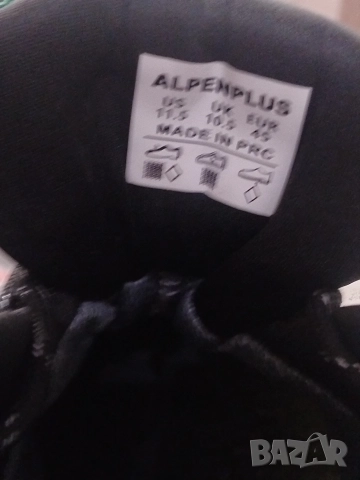 ALPENPLUS
US UK EUR
11.5 10.5 45
MADE IN PRC
BAZAR